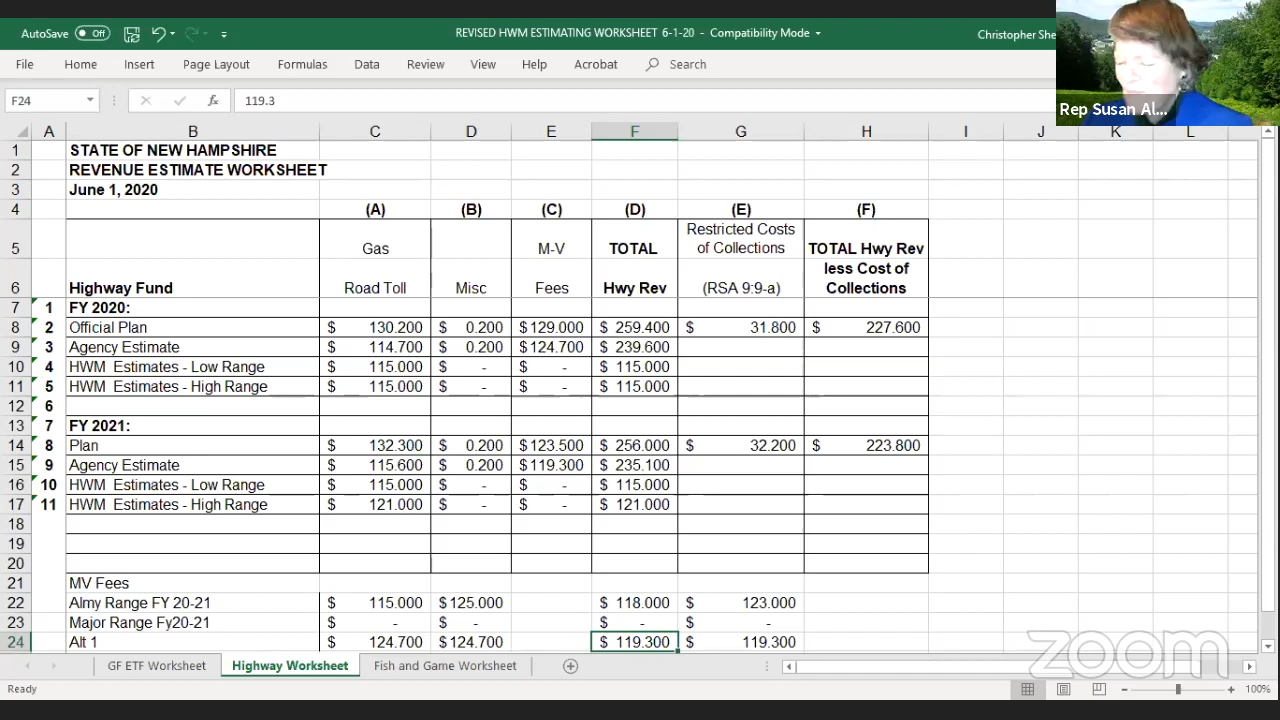 AutoSave Off REVISED HWM ESTIMATING WORKSHEET 6-1-20 - Compatibility Mode Christopher She
File Home Insert Page Layout Formulas Data Review View Help Acrobat Search
Rep Susan Al...
F24 fx 119.3
A B C D E F G H I J K L
1 STATE OF NEW HAMPSHIRE
2 REVENUE ESTIMATE WORKSHEET
3 June 1, 2020
4 (A) (B) (C) (D) (E) (F)
5 Gas M-V TOTAL Restricted Costs of Collections TOTAL Hwy Rev
6 Highway Fund Road Toll Misc Fees Hwy Rev (RSA 9:9-a) less Cost of Collections
7 1 FY 2020:
8 2 Official Plan $ 130.200 $ 0.200 $129.000 $ 259.400 $ 31.800 $ 227.600
9 3 Agency Estimate $ 114.700 $ 0.200 $124.700 $ 239.600
10 4 HWM Estimates - Low Range $ 115.000 $ - $ - $ 115.000
11 5 HWM Estimates - High Range $ 115.000 $ - $ - $ 115.000
12 6
13 7 FY 2021:
14 8 Plan $ 132.300 $ 0.200 $123.500 $ 256.000 $ 32.200 $ 223.800
15 9 Agency Estimate $ 115.600 $ 0.200 $119.300 $ 235.100
16 10 HWM Estimates - Low Range $ 115.000 $ - $ - $ 115.000
17 11 HWM Estimates - High Range $ 121.000 $ - $ - $ 121.000
18
19
20
21 MV Fees
22 Almy Range FY 20-21 $ 115.000 $125.000 $ 118.000 $ 123.000
23 Major Range Fy20-21 $ - $ - $ - $ -
24 Alt 1 $ 124.700 $124.700 $ 119.300 $ 119.300
GF ETF Worksheet Highway Worksheet Fish and Game Worksheet
zoom
Ready 100%